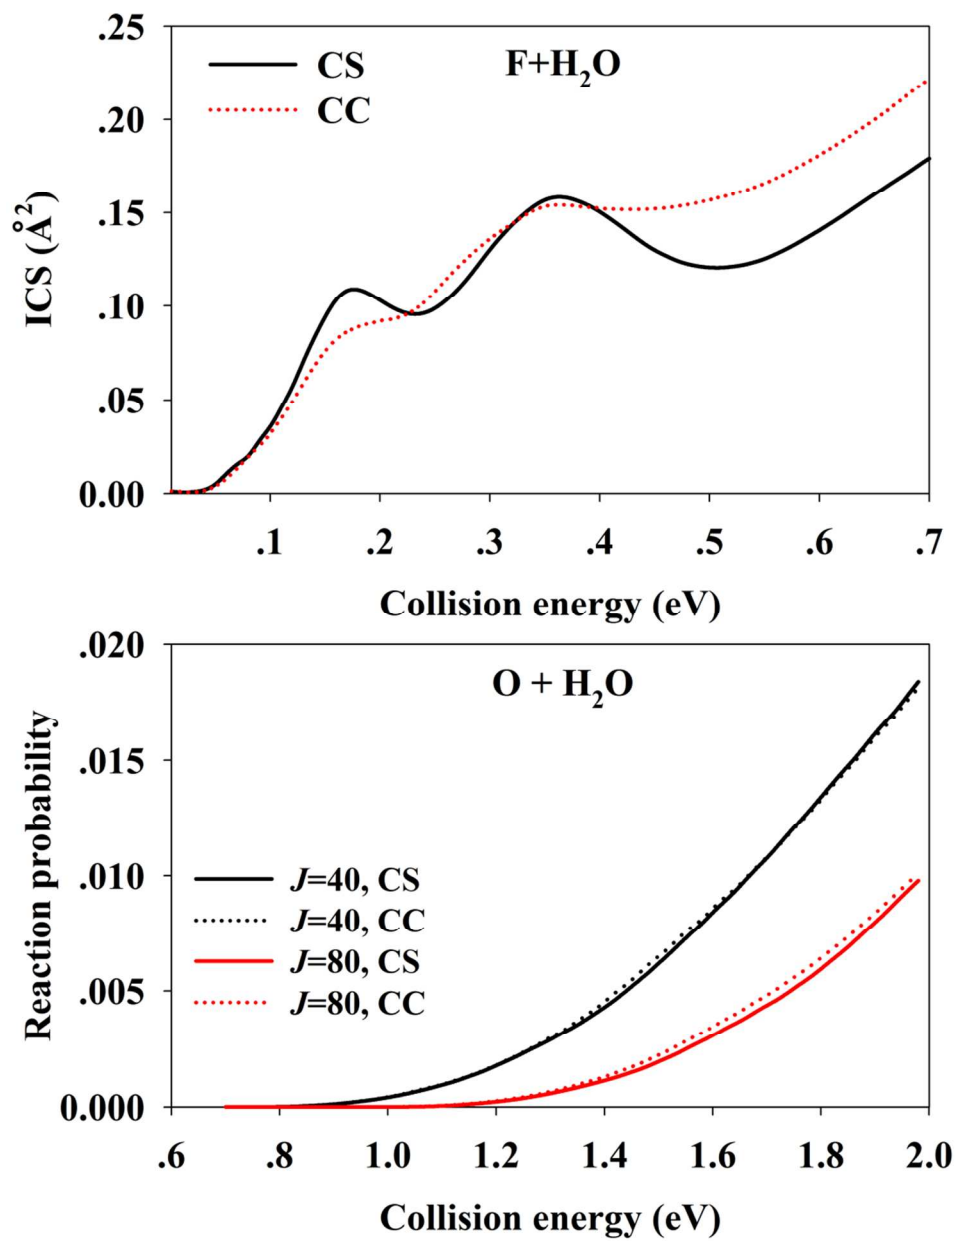 .25
CS
F+H₂O
CC
.20
.15
ICS (Å²)
.10
.05
0.00
.1 .2 .3 .4 .5 .6 .7
Collision energy (eV)
.020
O + H₂O
.015
Reaction probability
.010
J=40, CS
J=40, CC
J=80, CS
J=80, CC
.005
0.000
.6 .8 1.0 1.2 1.4 1.6 1.8 2.0
Collision energy (eV)